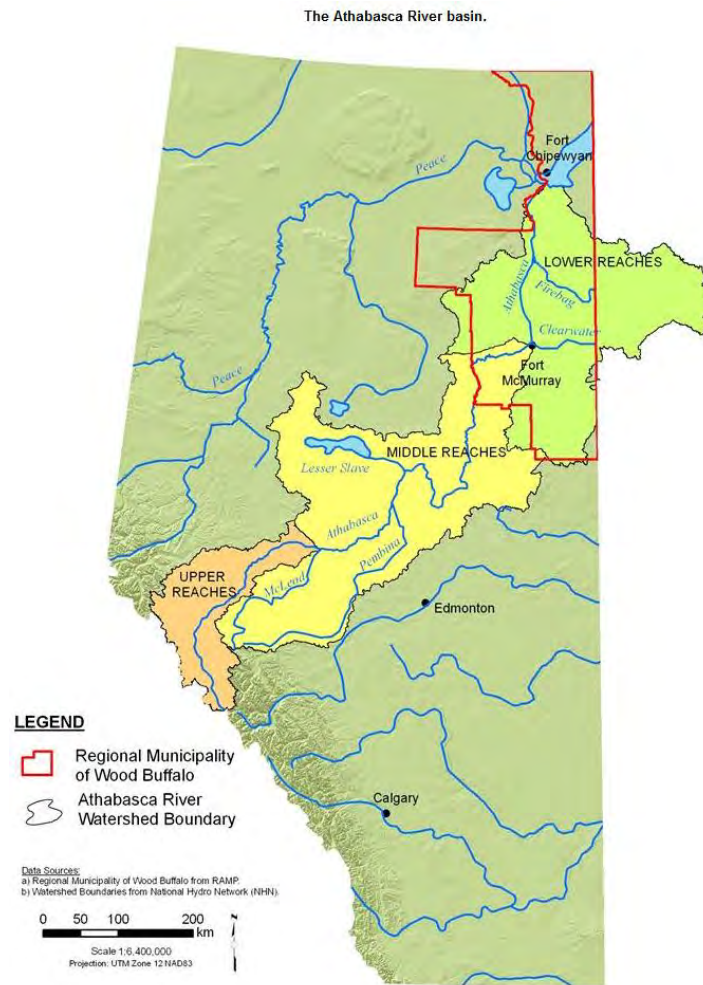 The Athabasca River basin.
Fort
Chipewyan
Peace
LOWER REACHES
Athabasca
Firebag
Clearwater
Fort
McMurray
Peace
MIDDLE REACHES
Lesser Slave
Athabasca
Pembina
UPPER
REACHES
McLeod
Edmonton
Calgary
LEGEND
Regional Municipality
of Wood Buffalo
Athabasca River
Watershed Boundary
Data Sources:
a) Regional Municipality of Wood Buffalo from RAMP.
b) Watershed Boundaries from National Hydro Network (NHN).
0 50 100 200
km
N
Scale 1:6,400,000
Projection: UTM Zone 12 NAD83